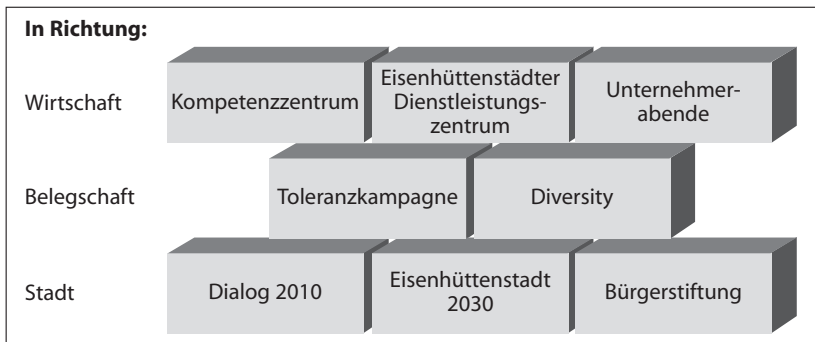 In Richtung:
Wirtschaft
Kompetenzzentrum
Eisenhüttenstädter
Dienstleistungs-
zentrum
Unternehmer-
abende
Belegschaft
Toleranzkampagne
Diversity
Stadt
Dialog 2010
Eisenhüttenstadt
2030
Bürgerstiftung